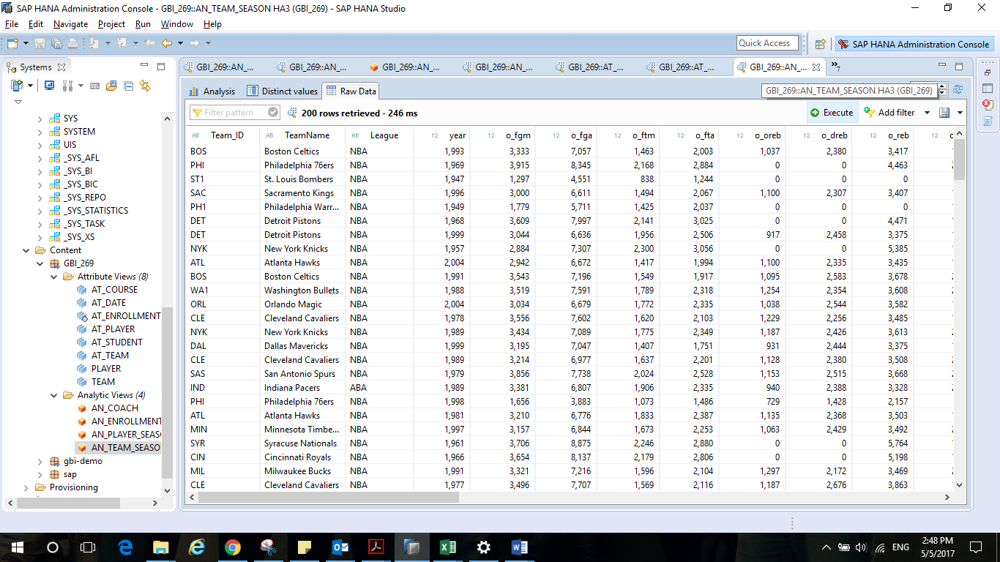 SAP HANA Administration Console - GBI_269::AN_TEAM_SEASON HA3 (GBI_269) - SAP HANA Studio
File Edit Navigate Project Run Window Help
Quick Access SAP HANA Administration Console
Systems
SQL
SYS
SYSTEM
UIS
_SYS_AFL
_SYS_BI
_SYS_BIC
_SYS_REPO
_SYS_STATISTICS
_SYS_TASK
_SYS_XS
Content
GBI_269
Attribute Views (8)
AT_COURSE
AT_DATE
AT_ENROLLMENT
AT_PLAYER
AT_STUDENT
AT_TEAM
PLAYER
TEAM
Analytic Views (4)
AN_COACH
AN_ENROLLMENT
AN_PLAYER_SEAS
AN_TEAM_SEASO
gbi-demo
sap
Provisioning
GBI_269::AN_... GBI_269::AN_... GBI_269::AN_... GBI_269::AN_... GBI_269::AT_... GBI_269::AT_... GBI_269::AN_... 7
Analysis Distinct values Raw Data
GBI_269::AN_TEAM_SEASON HA3 (GBI_269)
Filter pattern 200 rows retrieved - 246 ms Execute Add filter
AB Team_ID AB TeamName AB League 12 year 12 o_fgm 12 o_fga 12 o_ftm 12 o_fta 12 o_oreb 12 o_dreb 12 o_reb 12 o
BOS Boston Celtics NBA 1,993 3,333 7,057 1,463 2,003 1,037 2,380 3,417
PHI Philadelphia 76ers NBA 1,969 3,915 8,345 2,168 2,884 0 0 4,463
ST1 St. Louis Bombers NBA 1,947 1,297 4,551 838 1,244 0 0 0
SAC Sacramento Kings NBA 1,996 3,000 6,611 1,494 2,067 1,100 2,307 3,407
PH1 Philadelphia Warr... NBA 1,949 1,779 5,711 1,425 2,037 0 0 0
DET Detroit Pistons NBA 1,968 3,609 7,997 2,141 3,025 0 0 4,471
DET Detroit Pistons NBA 1,999 3,044 6,636 1,956 2,506 917 2,458 3,375
NYK New York Knicks NBA 1,957 2,884 7,307 2,300 3,056 0 0 5,385
ATL Atlanta Hawks NBA 2,004 2,942 6,672 1,417 1,994 1,100 2,335 3,435
BOS Boston Celtics NBA 1,991 3,543 7,196 1,549 1,917 1,095 2,583 3,678
WA1 Washington Bullets NBA 1,988 3,519 7,591 1,789 2,318 1,254 2,354 3,608
ORL Orlando Magic NBA 2,004 3,034 6,679 1,772 2,335 1,038 2,544 3,582
CLE Cleveland Cavaliers NBA 1,978 3,556 7,602 1,620 2,103 1,229 2,256 3,485
NYK New York Knicks NBA 1,989 3,434 7,089 1,775 2,349 1,187 2,426 3,613
DAL Dallas Mavericks NBA 1,999 3,195 7,047 1,407 1,751 931 2,444 3,375
CLE Cleveland Cavaliers NBA 1,989 3,214 6,977 1,637 2,201 1,128 2,380 3,508
SAS San Antonio Spurs NBA 1,979 3,856 7,738 2,024 2,528 1,153 2,515 3,668
IND Indiana Pacers ABA 1,989 3,381 6,807 1,906 2,335 940 2,388 3,328
PHI Philadelphia 76ers NBA 1,998 1,656 3,883 1,073 1,486 729 1,428 2,157
ATL Atlanta Hawks NBA 1,981 3,210 6,776 1,833 2,387 1,135 2,368 3,503
MIN Minnesota Timbe... NBA 1,997 3,157 6,844 1,673 2,253 1,063 2,429 3,492
SYR Syracuse Nationals NBA 1,961 3,706 8,875 2,246 2,880 0 0 5,764
CIN Cincinnati Royals NBA 1,966 3,654 8,137 2,179 2,806 0 0 5,198
MIL Milwaukee Bucks NBA 1,991 3,321 7,216 1,596 2,104 1,297 2,172 3,469
CLE Cleveland Cavaliers NBA 1,977 3,496 7,707 1,569 2,116 1,187 2,676 3,863
ENG
2:48 PM
5/5/2017